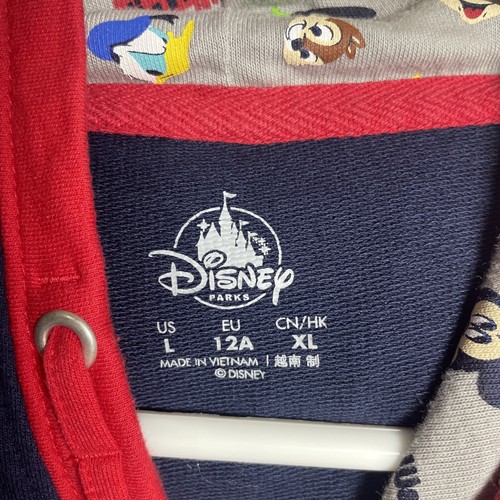 Disney
PARKS
US EU CN/HK
L 12A XL
MADE IN VIETNAM | 越南 制
©DISNEY